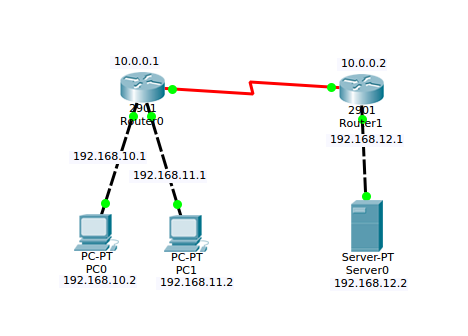 10.0.0.1
10.0.0.2
2901
Router0
2901
Router1
192.168.12.1
192.168.10.1
192.168.11.1
PC-PT
PC0
192.168.10.2
PC-PT
PC1
192.168.11.2
Server-PT
Server0
192.168.12.2